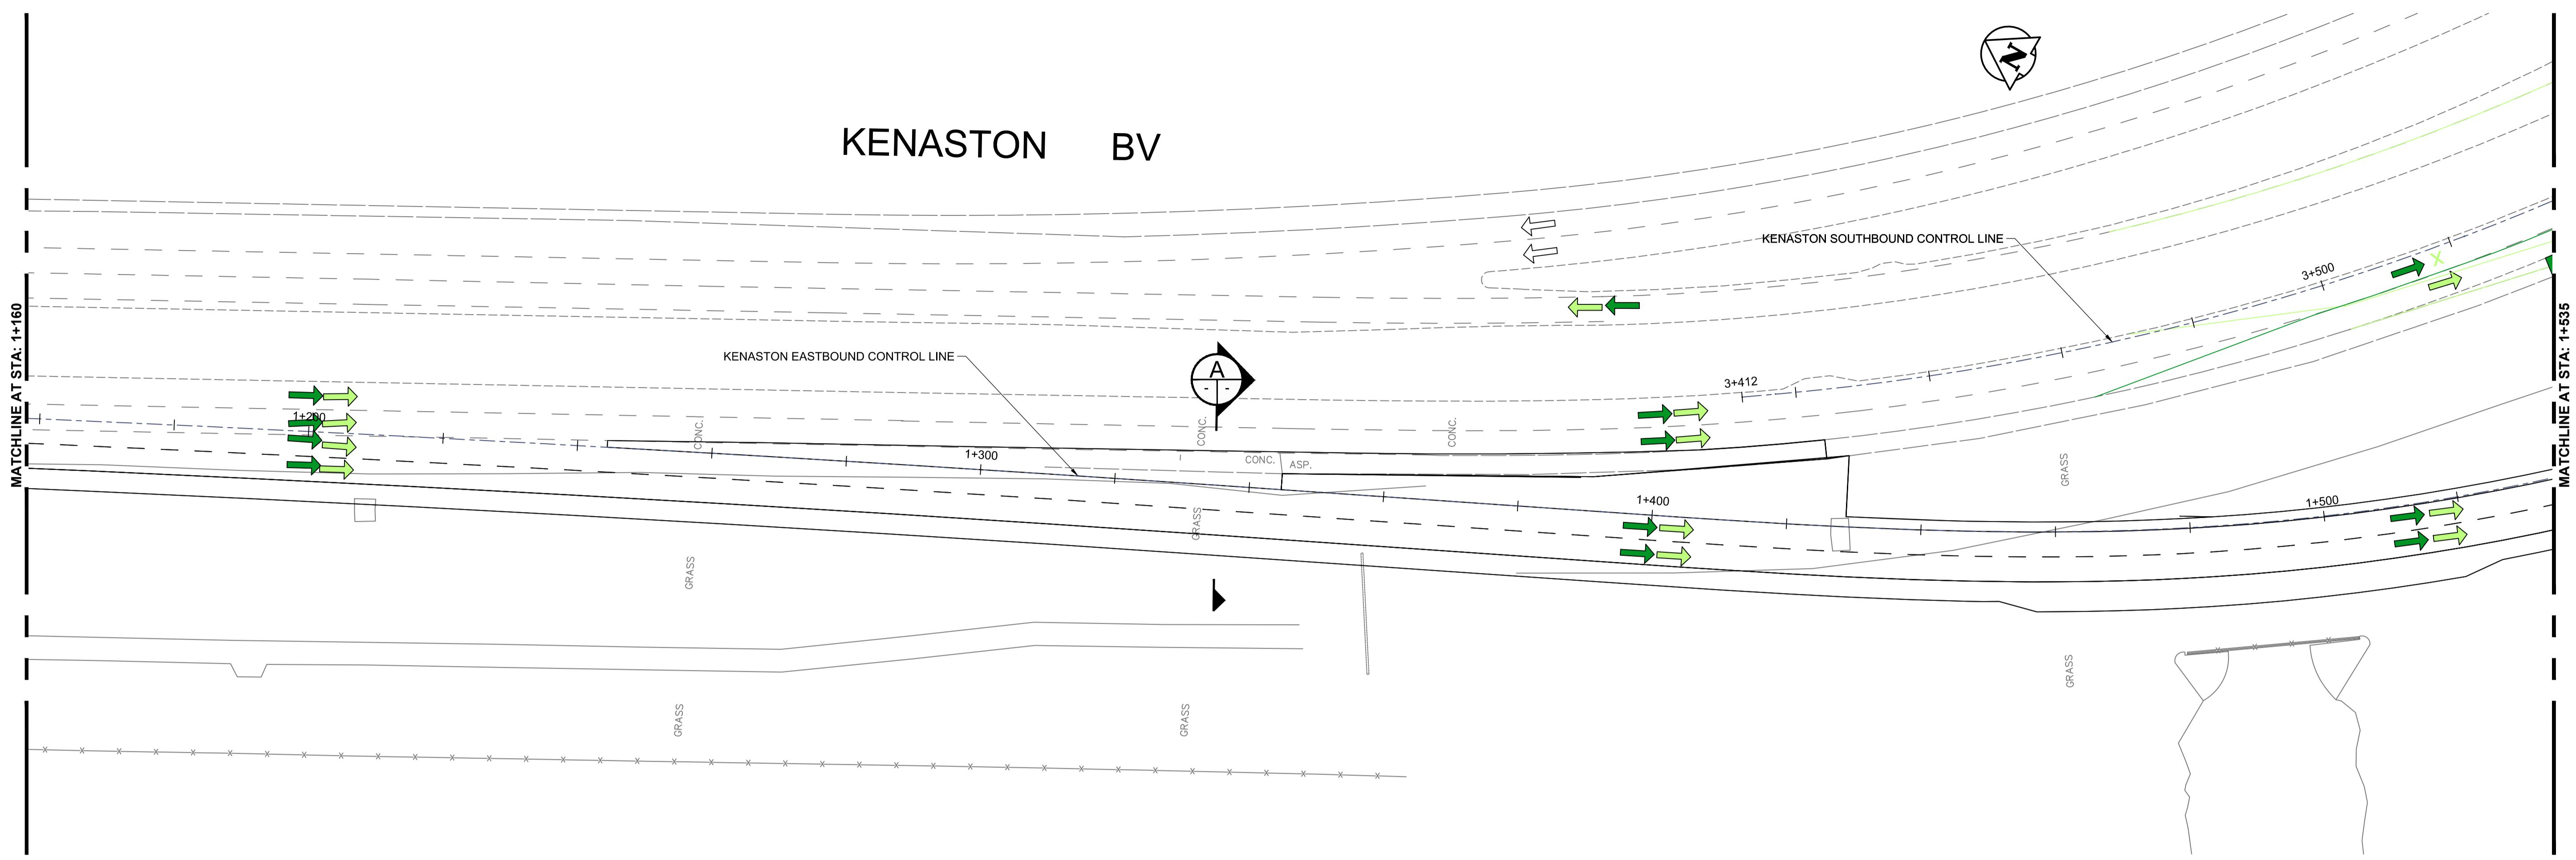 N
KENASTON BV
KENASTON SOUTHBOUND CONTROL LINE
X
3+500
MATCHLINE AT STA: 1+160
MATCHLINE AT STA: 1+535
KENASTON EASTBOUND CONTROL LINE
A
-
3+412
1+200
CONC.
CONC.
CONC.
1+300
CONC.
ASP.
GRASS
1+400
1+500
GRASS
GRASS
GRASS
GRASS
GRASS